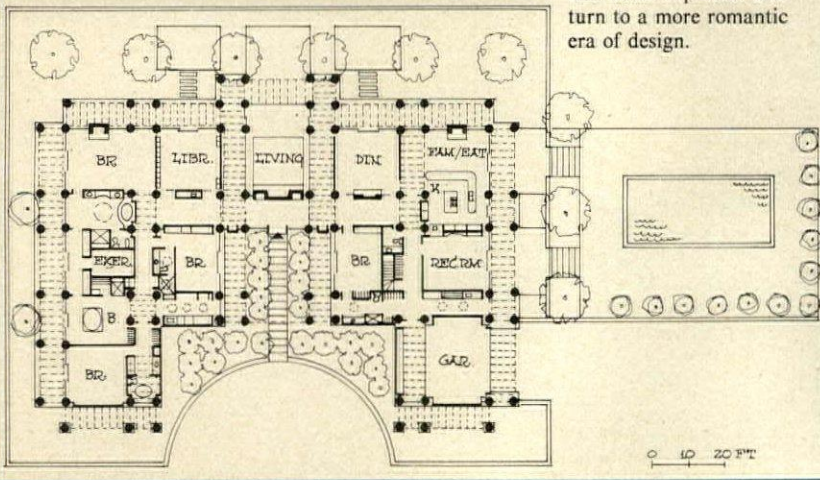 turn to a more romantic
era of design.
BR
LIBR.
LIVING
DIN
FAM/EAT
K
EXER.
BR
BR
REC RM
B
BR
GAR.
0 10 20 FT